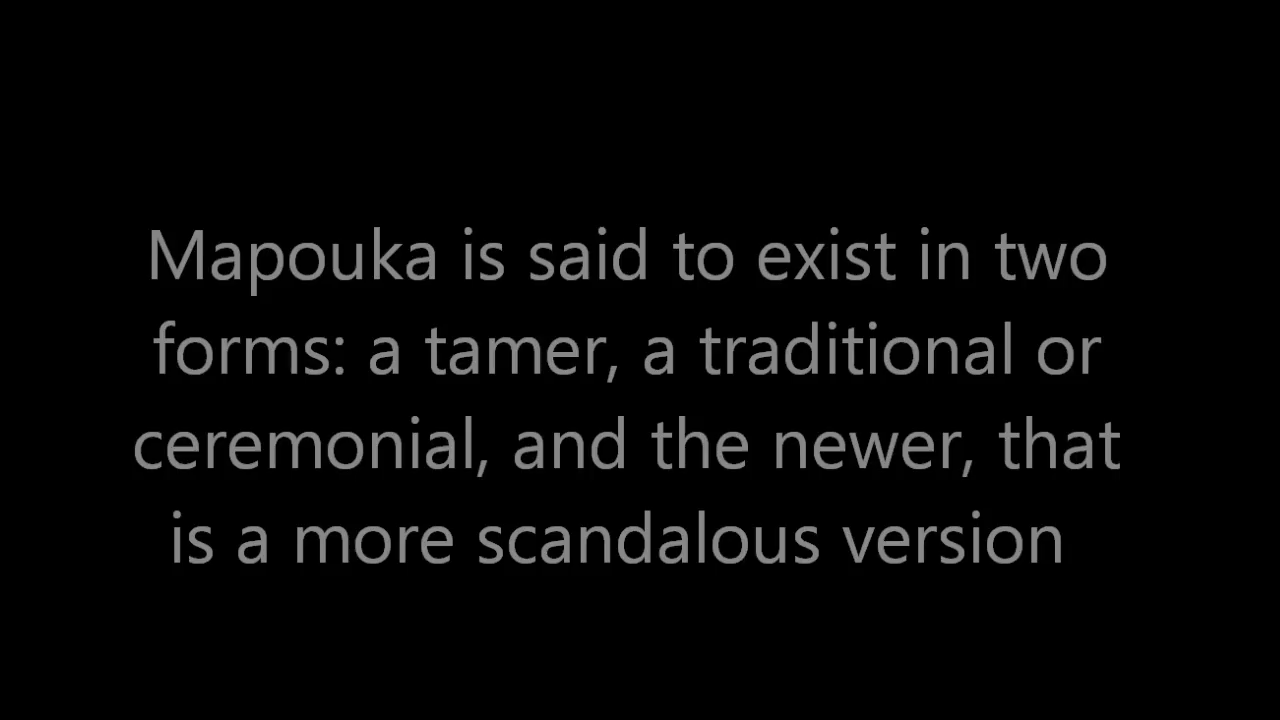 Mapouka is said to exist in two
forms: a tamer, a traditional or
ceremonial, and the newer, that
is a more scandalous version